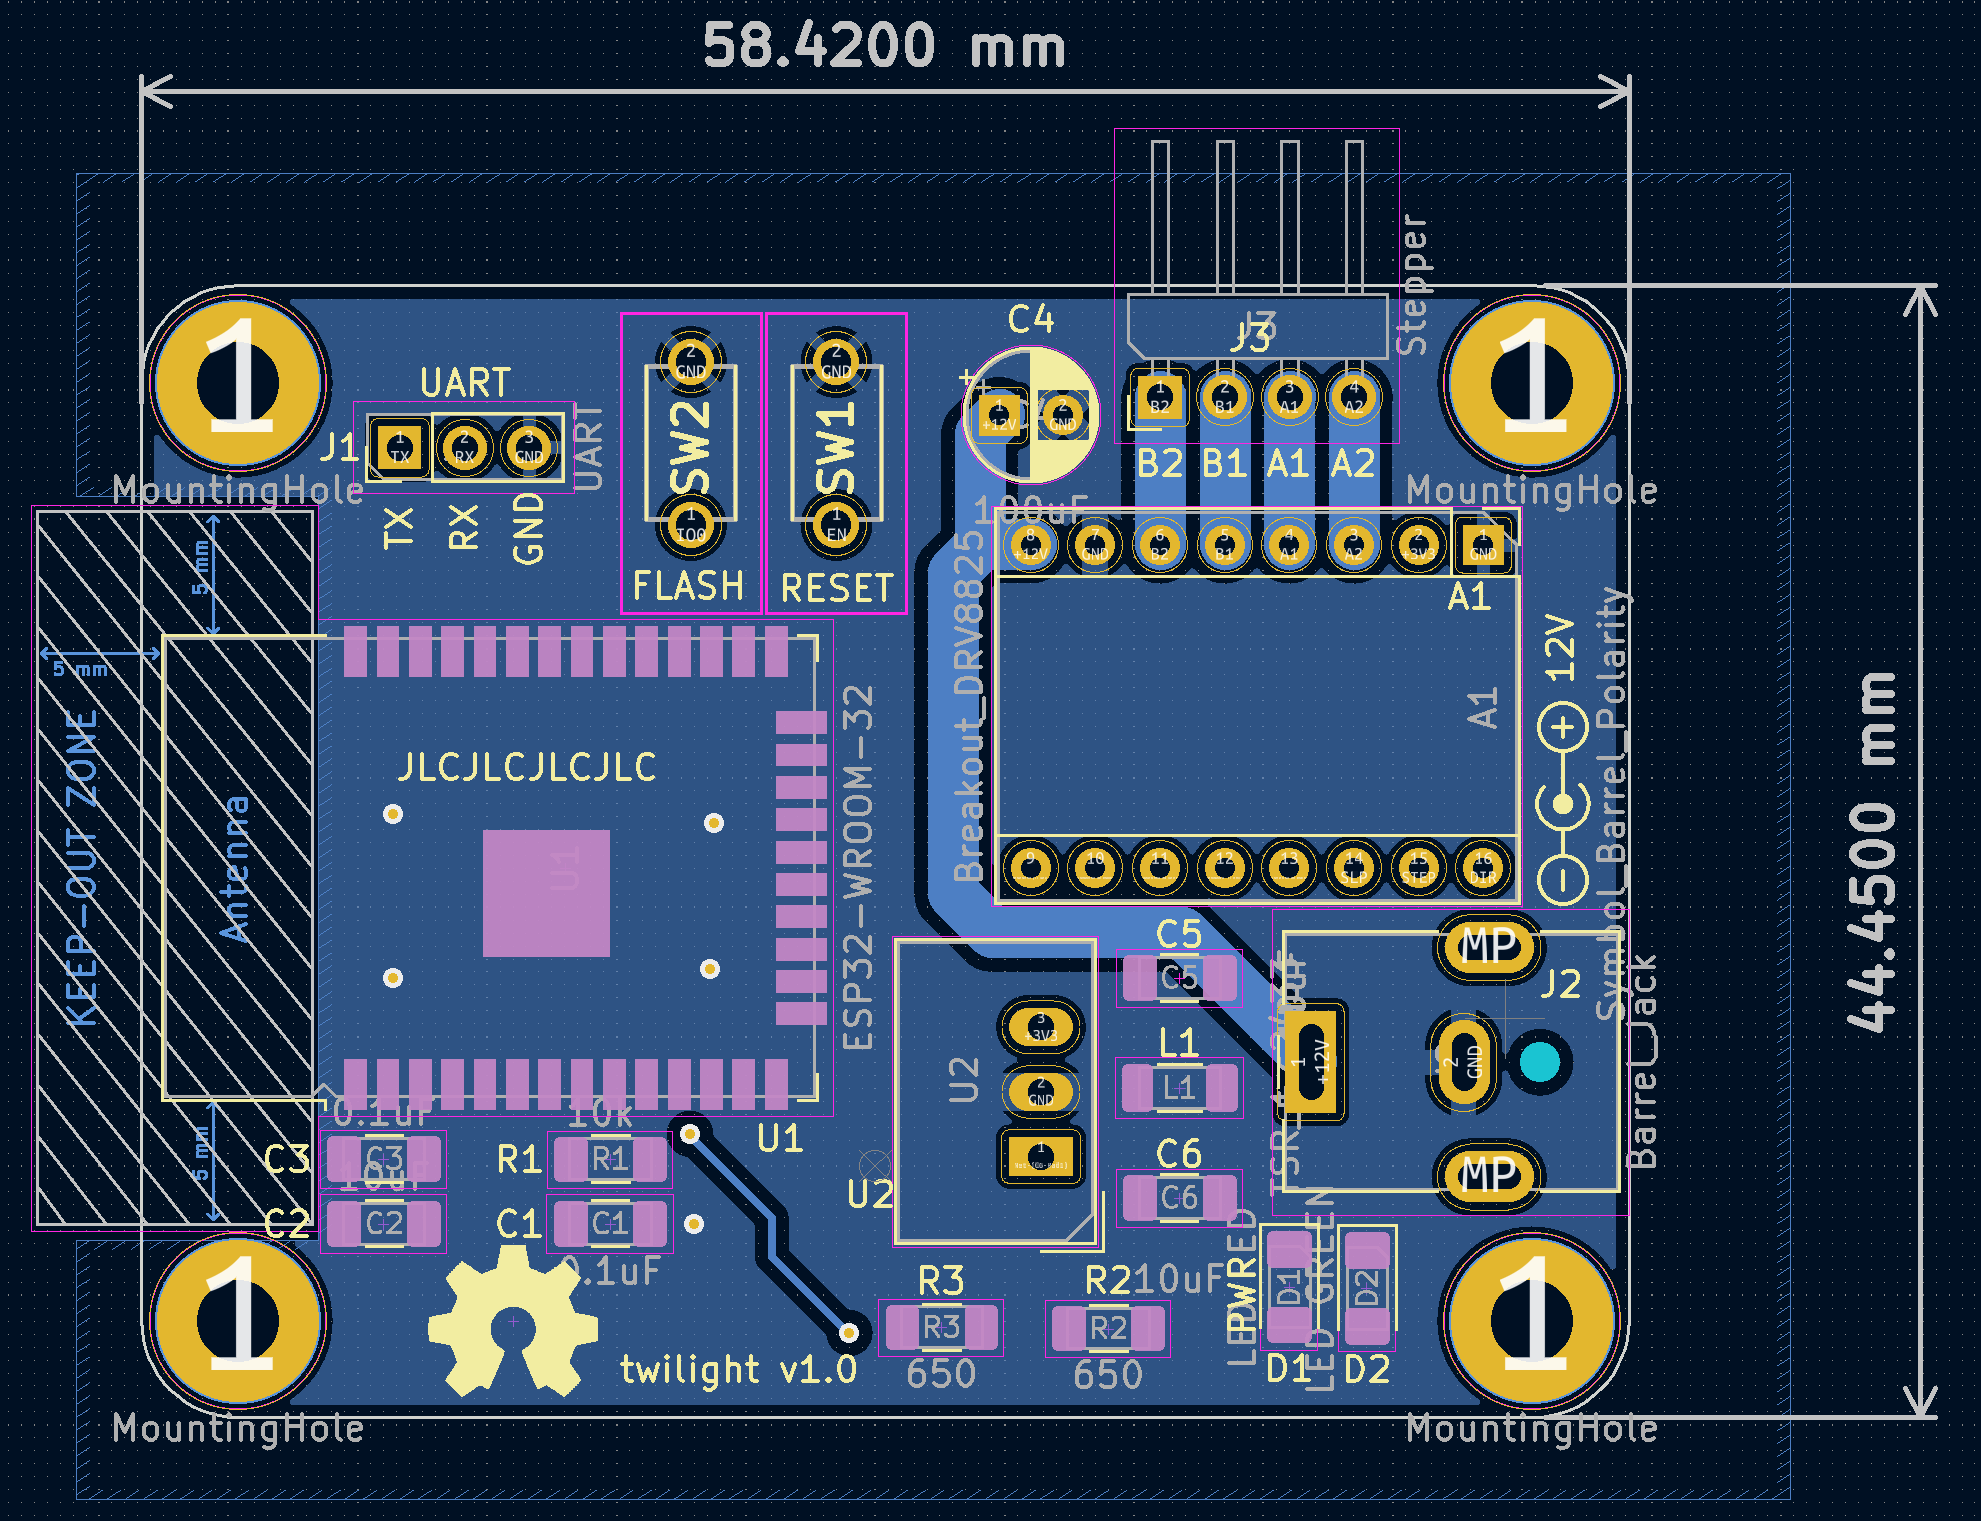 58.4200 mm
44.4500 mm
Stepper
C4
J3
J3
UART
J1
1
TX
2
RX
3
GND
UART
TX
RX
GND
MountingHole
1
2
GND
SW2
1
IO0
FLASH
2
GND
SW1
1
EN
RESET
+
1
+12V
2
GND
100uF
1
B2
2
B1
3
A1
4
A2
B2
B1
A1
A2
MountingHole
1
8
+12V
7
GND
6
B2
5
B1
4
A1
3
A2
2
+3V3
1
GND
A1
A1
Breakout_DRV8825
12V
+
-
Symbol_Barrel_Polarity
9
10
11
12
13
14
SLP
15
STEP
16
DIR
5 mm
5 mm
KEEP-OUT ZONE
Antenna
5 mm
JLCJLCJLCJLC
U1
ESP32-WROOM-32
U1
C5
C5
L1
L1
C6
C6
10uF
U2
3
+3V3
2
GND
1
U2
MP
J2
1
+12V
2
GND
MP
Barrel_Jack
0.1uF
C3
C3
10uF
C2
C2
10k
R1
R1
C1
C1
0.1uF
twilight v1.0
R3
R3
650
R2
R2
650
PWR
LED RED
D1
D1
LED GREEN
D2
D2
MountingHole
1
MountingHole
1